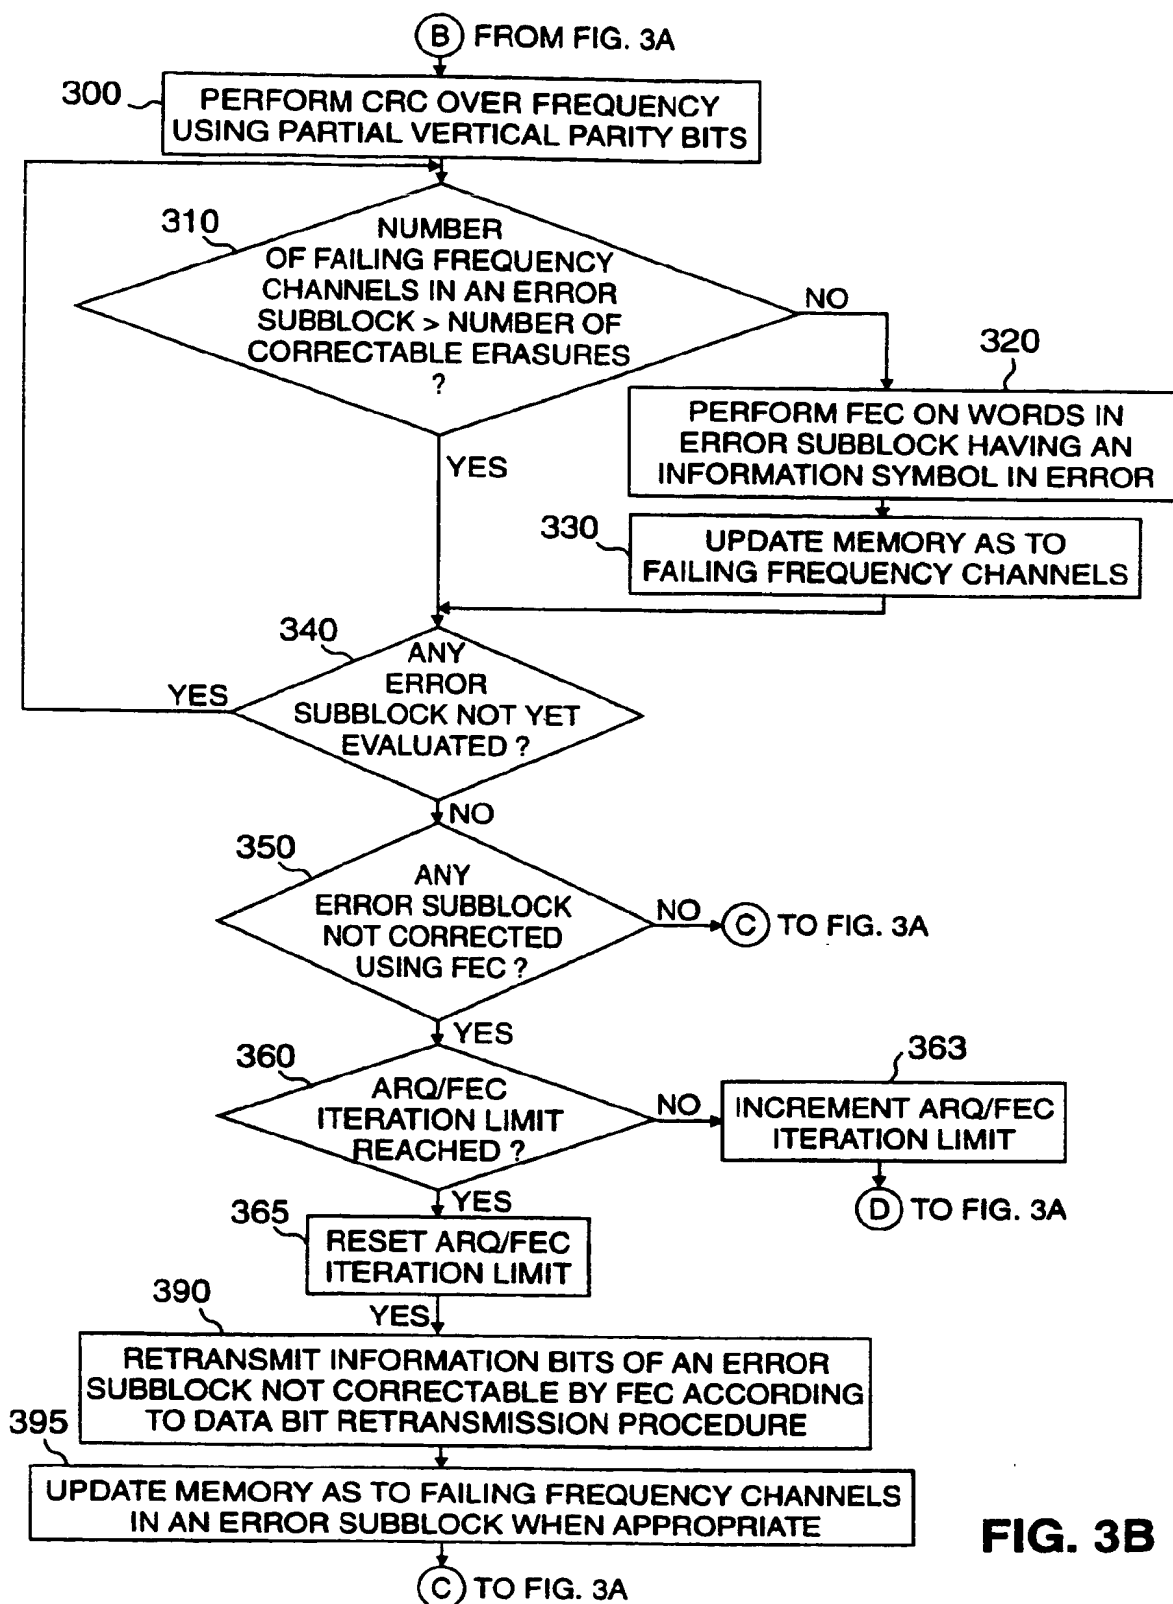 B FROM FIG. 3A
300
PERFORM CRC OVER FREQUENCY
USING PARTIAL VERTICAL PARITY BITS
310
NUMBER
OF FAILING FREQUENCY
CHANNELS IN AN ERROR
SUBBLOCK > NUMBER OF
CORRECTABLE ERASURES
?
NO
YES
320
PERFORM FEC ON WORDS IN
ERROR SUBBLOCK HAVING AN
INFORMATION SYMBOL IN ERROR
330
UPDATE MEMORY AS TO
FAILING FREQUENCY CHANNELS
340
ANY
ERROR
SUBBLOCK NOT YET
EVALUATED ?
YES
NO
350
ANY
ERROR SUBBLOCK
NOT CORRECTED
USING FEC ?
NO
C TO FIG. 3A
YES
360
ARQ/FEC
ITERATION LIMIT
REACHED ?
NO
363
INCREMENT ARQ/FEC
ITERATION LIMIT
D TO FIG. 3A
YES
365
RESET ARQ/FEC
ITERATION LIMIT
YES
390
RETRANSMIT INFORMATION BITS OF AN ERROR
SUBBLOCK NOT CORRECTABLE BY FEC ACCORDING
TO DATA BIT RETRANSMISSION PROCEDURE
395
UPDATE MEMORY AS TO FAILING FREQUENCY CHANNELS
IN AN ERROR SUBBLOCK WHEN APPROPRIATE
C TO FIG. 3A
FIG. 3B